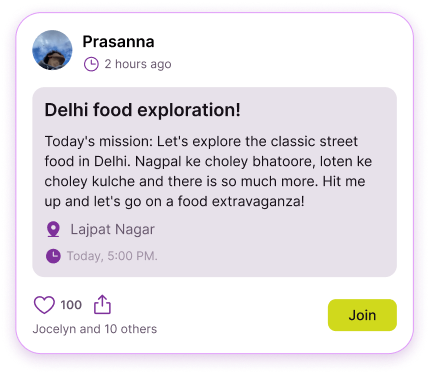 Prasanna
2 hours ago
Delhi food exploration!
Today's mission: Let's explore the classic street
food in Delhi. Nagpal ke choley bhatoore, loten ke
choley kulche and there is so much more. Hit me
up and let's go on a food extravaganza!
Lajpat Nagar
Today, 5:00 PM.
100
Jocelyn and 10 others
Join